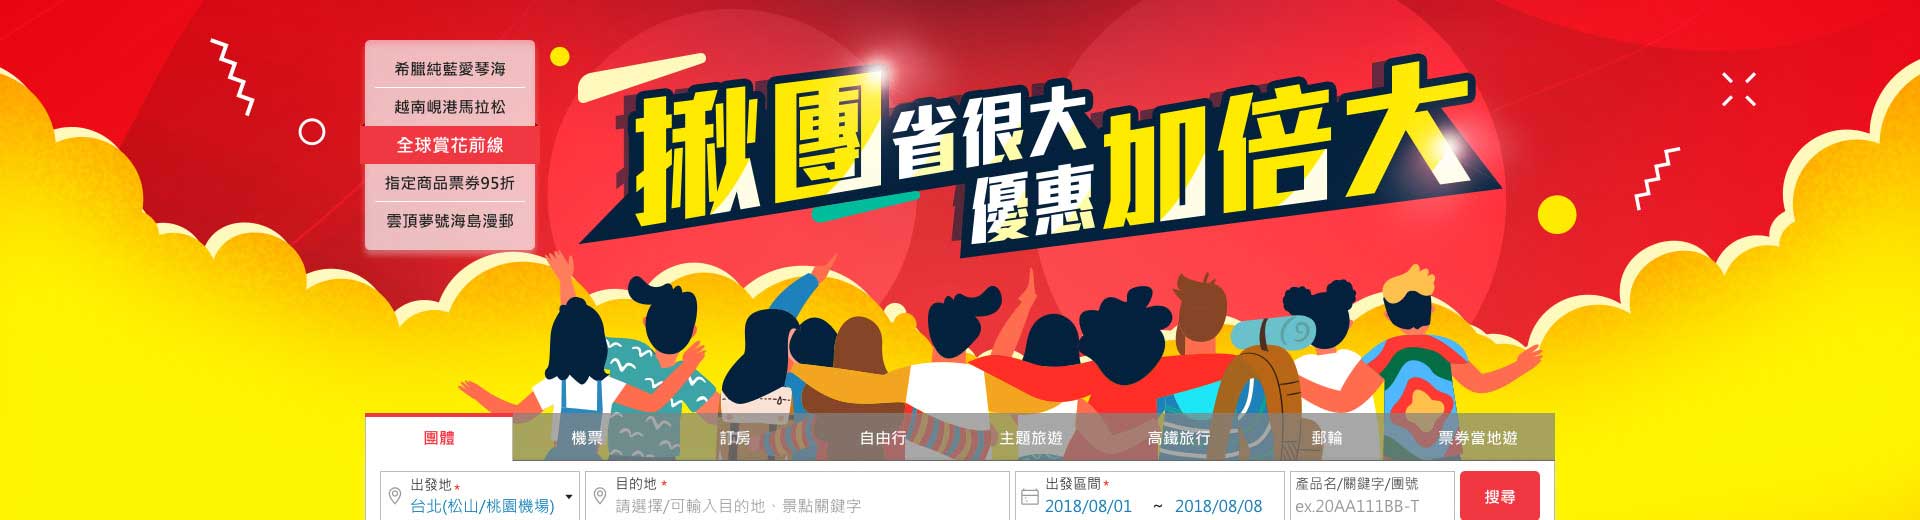 希臘純藍愛琴海
越南峴港馬拉松
全球賞花前線
指定商品票券95折
雲頂夢號海島漫郵
揪團省很大
優惠加倍大
團體
機票
訂房
自由行
主題旅遊
高鐵旅行
郵輪
票券當地遊
出發地*
台北(松山/桃園機場)
目的地*
請選擇/可輸入目的地、景點關鍵字
出發區間*
2018/08/01 ~ 2018/08/08
產品名/關鍵字/團號
ex.20AA111BB-T
搜尋